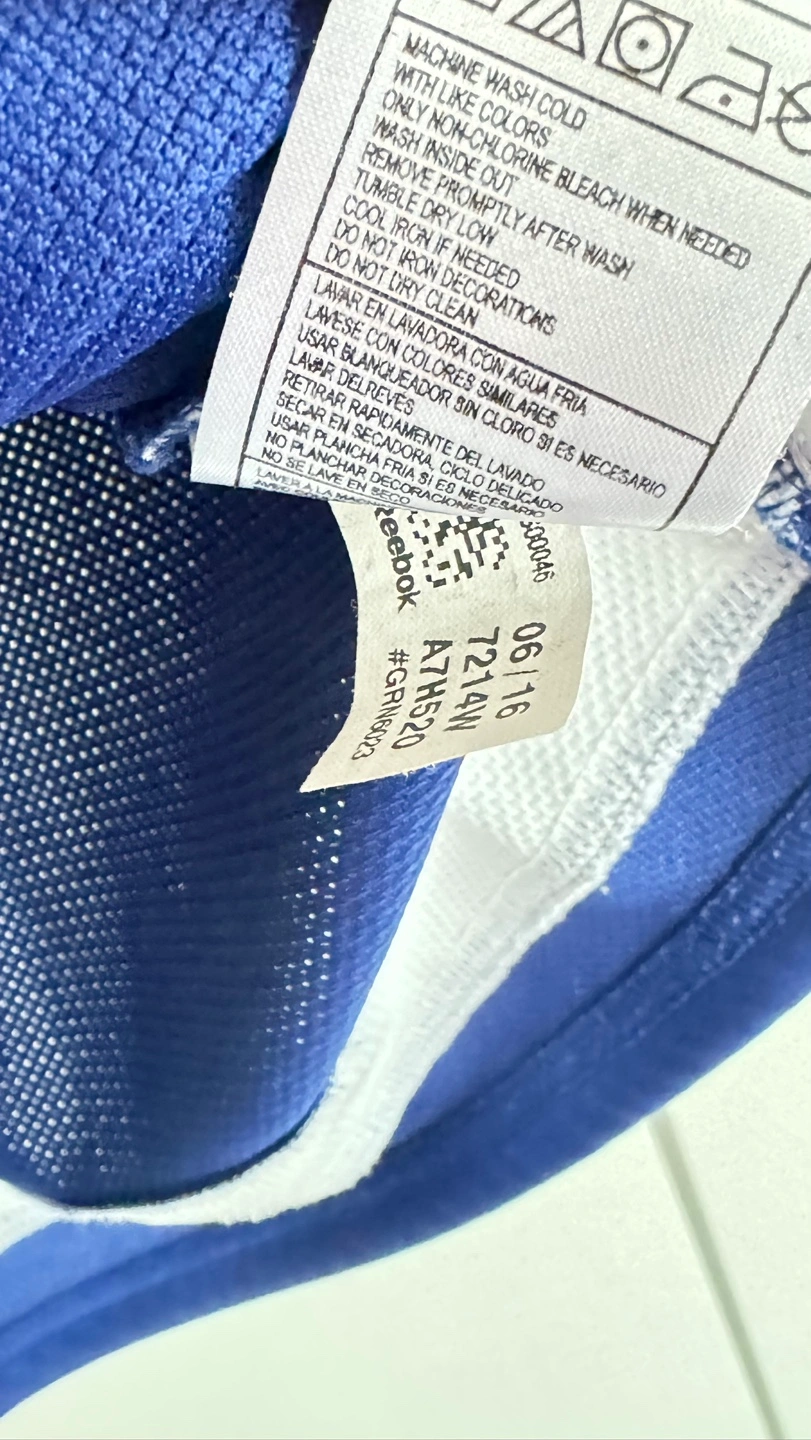 MACHINE WASH COLD
WITH LIKE COLORS
ONLY NON-CHLORINE BLEACH WHEN NEEDED
WASH INSIDE OUT
REMOVE PROMPTLY AFTER WASH
TUMBLE DRY LOW
COOL IRON IF NEEDED
DO NOT IRON DECORATIONS
DO NOT DRY CLEAN
LAVAR EN LAVADORA CON AGUA FRIA
LAVESE CON COLORES SIMILARES
USAR BLANQUEADOR SIN CLORO SI ES NECESARIO
LAVAR DELREVES
RETIRAR RAPIDAMENTE DEL LAVADO
SECAR EN SECADORA, CICLO DELICADO
USAR PLANCHA FRIA SI ES NECESARIO
NO PLANCHAR DECORACIONES
NO SE LAVE EN SECO
LAVER A LA
06/16
7214W
A7H520
#GRN6023
Reebok